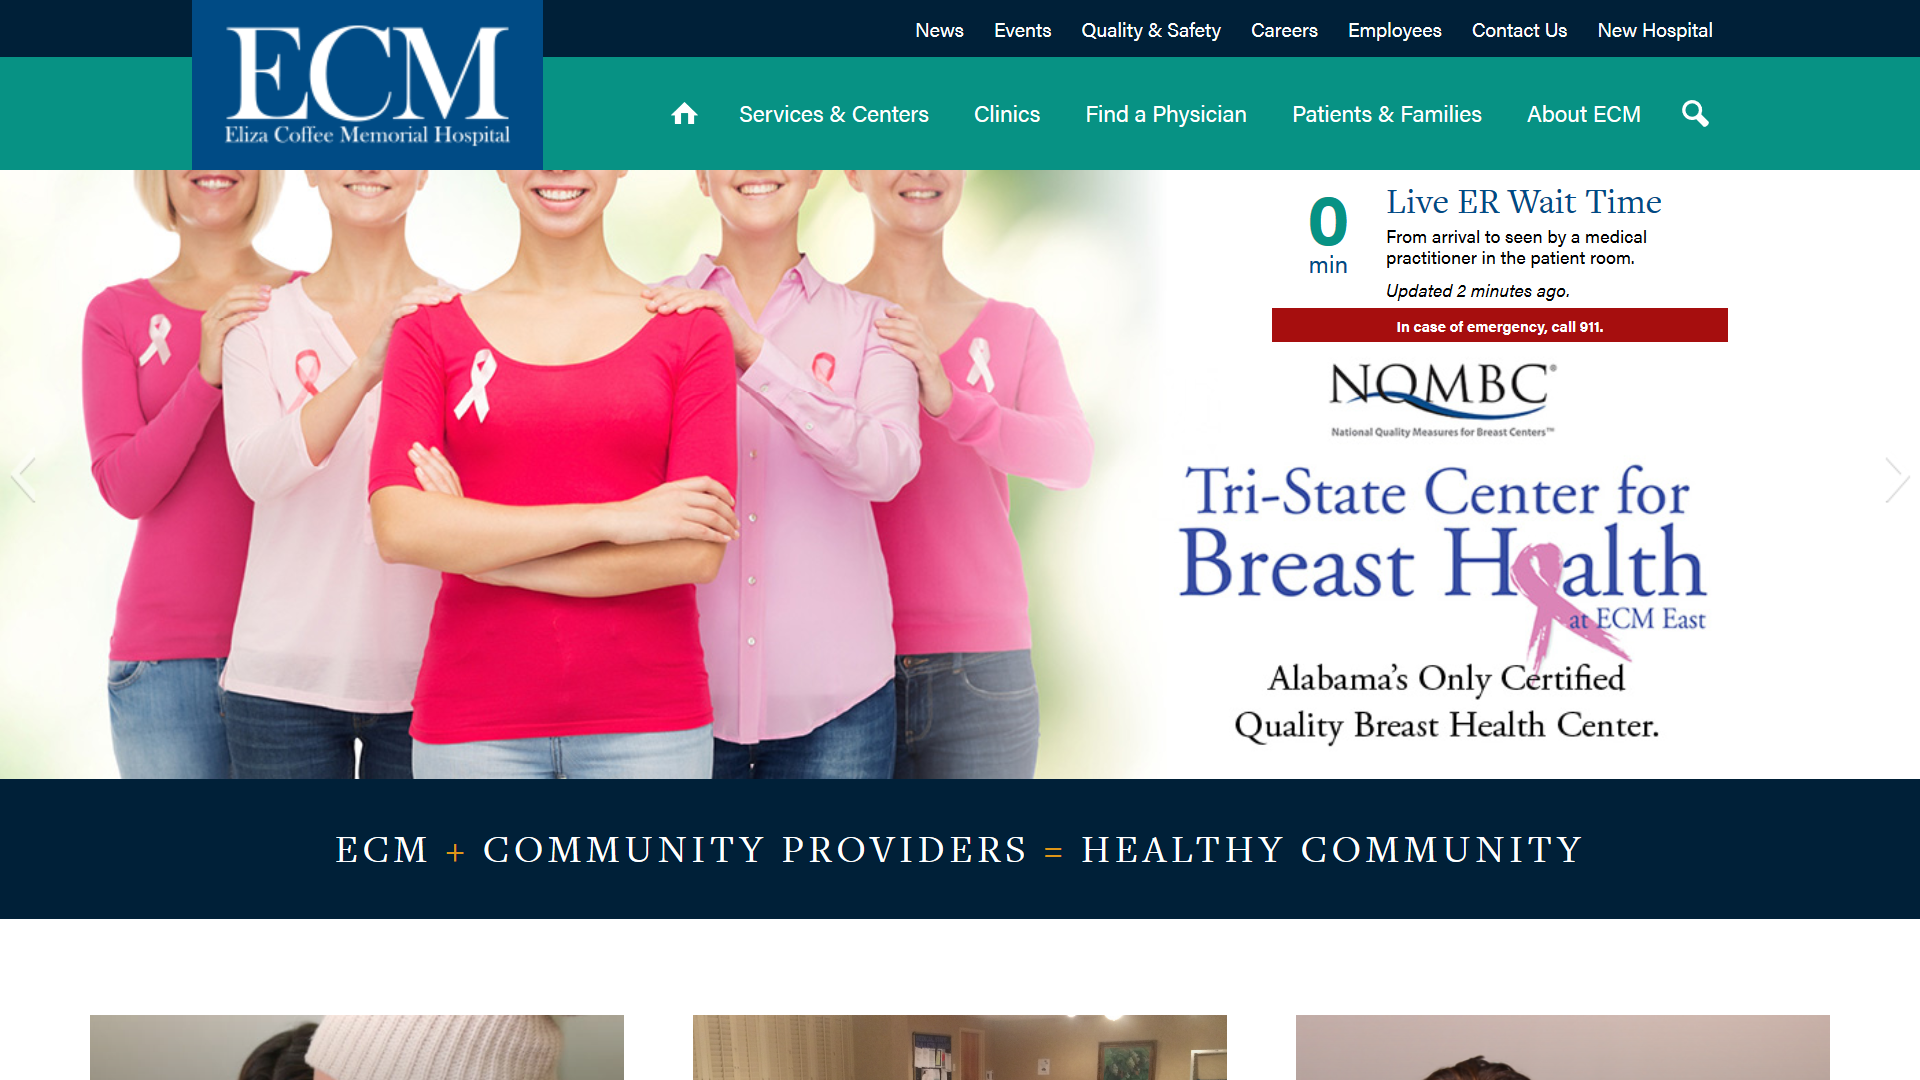 ECM
Eliza Coffee Memorial Hospital
News Events Quality & Safety Careers Employees Contact Us New Hospital
Services & Centers Clinics Find a Physician Patients & Families About ECM
0
min
Live ER Wait Time
From arrival to seen by a medical
practitioner in the patient room.
Updated 2 minutes ago.
In case of emergency, call 911.
NQMBC®
National Quality Measures for Breast Centers™
Tri-State Center for
Breast Health
at ECM East
Alabama's Only Certified
Quality Breast Health Center.
ECM + COMMUNITY PROVIDERS = HEALTHY COMMUNITY